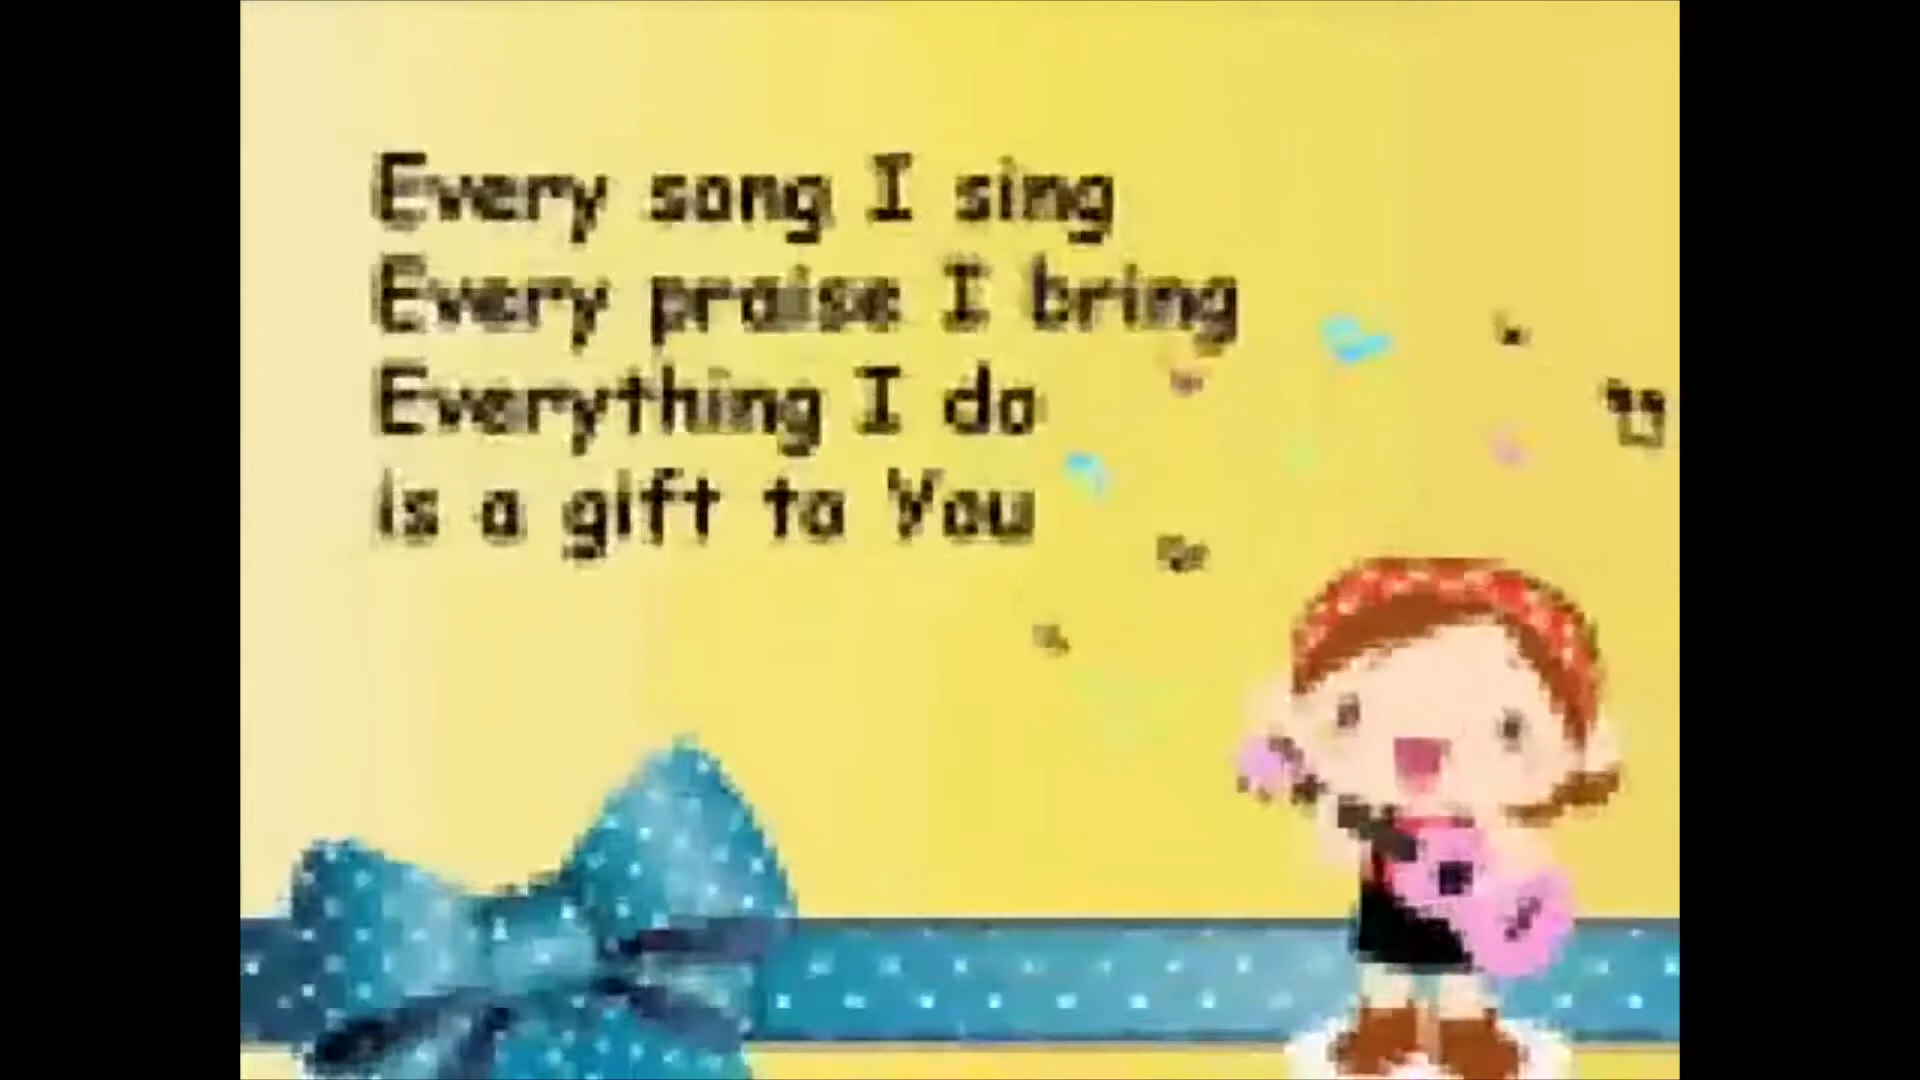 Every song I sing
Every praise I bring
Everything I do
is a gift to You